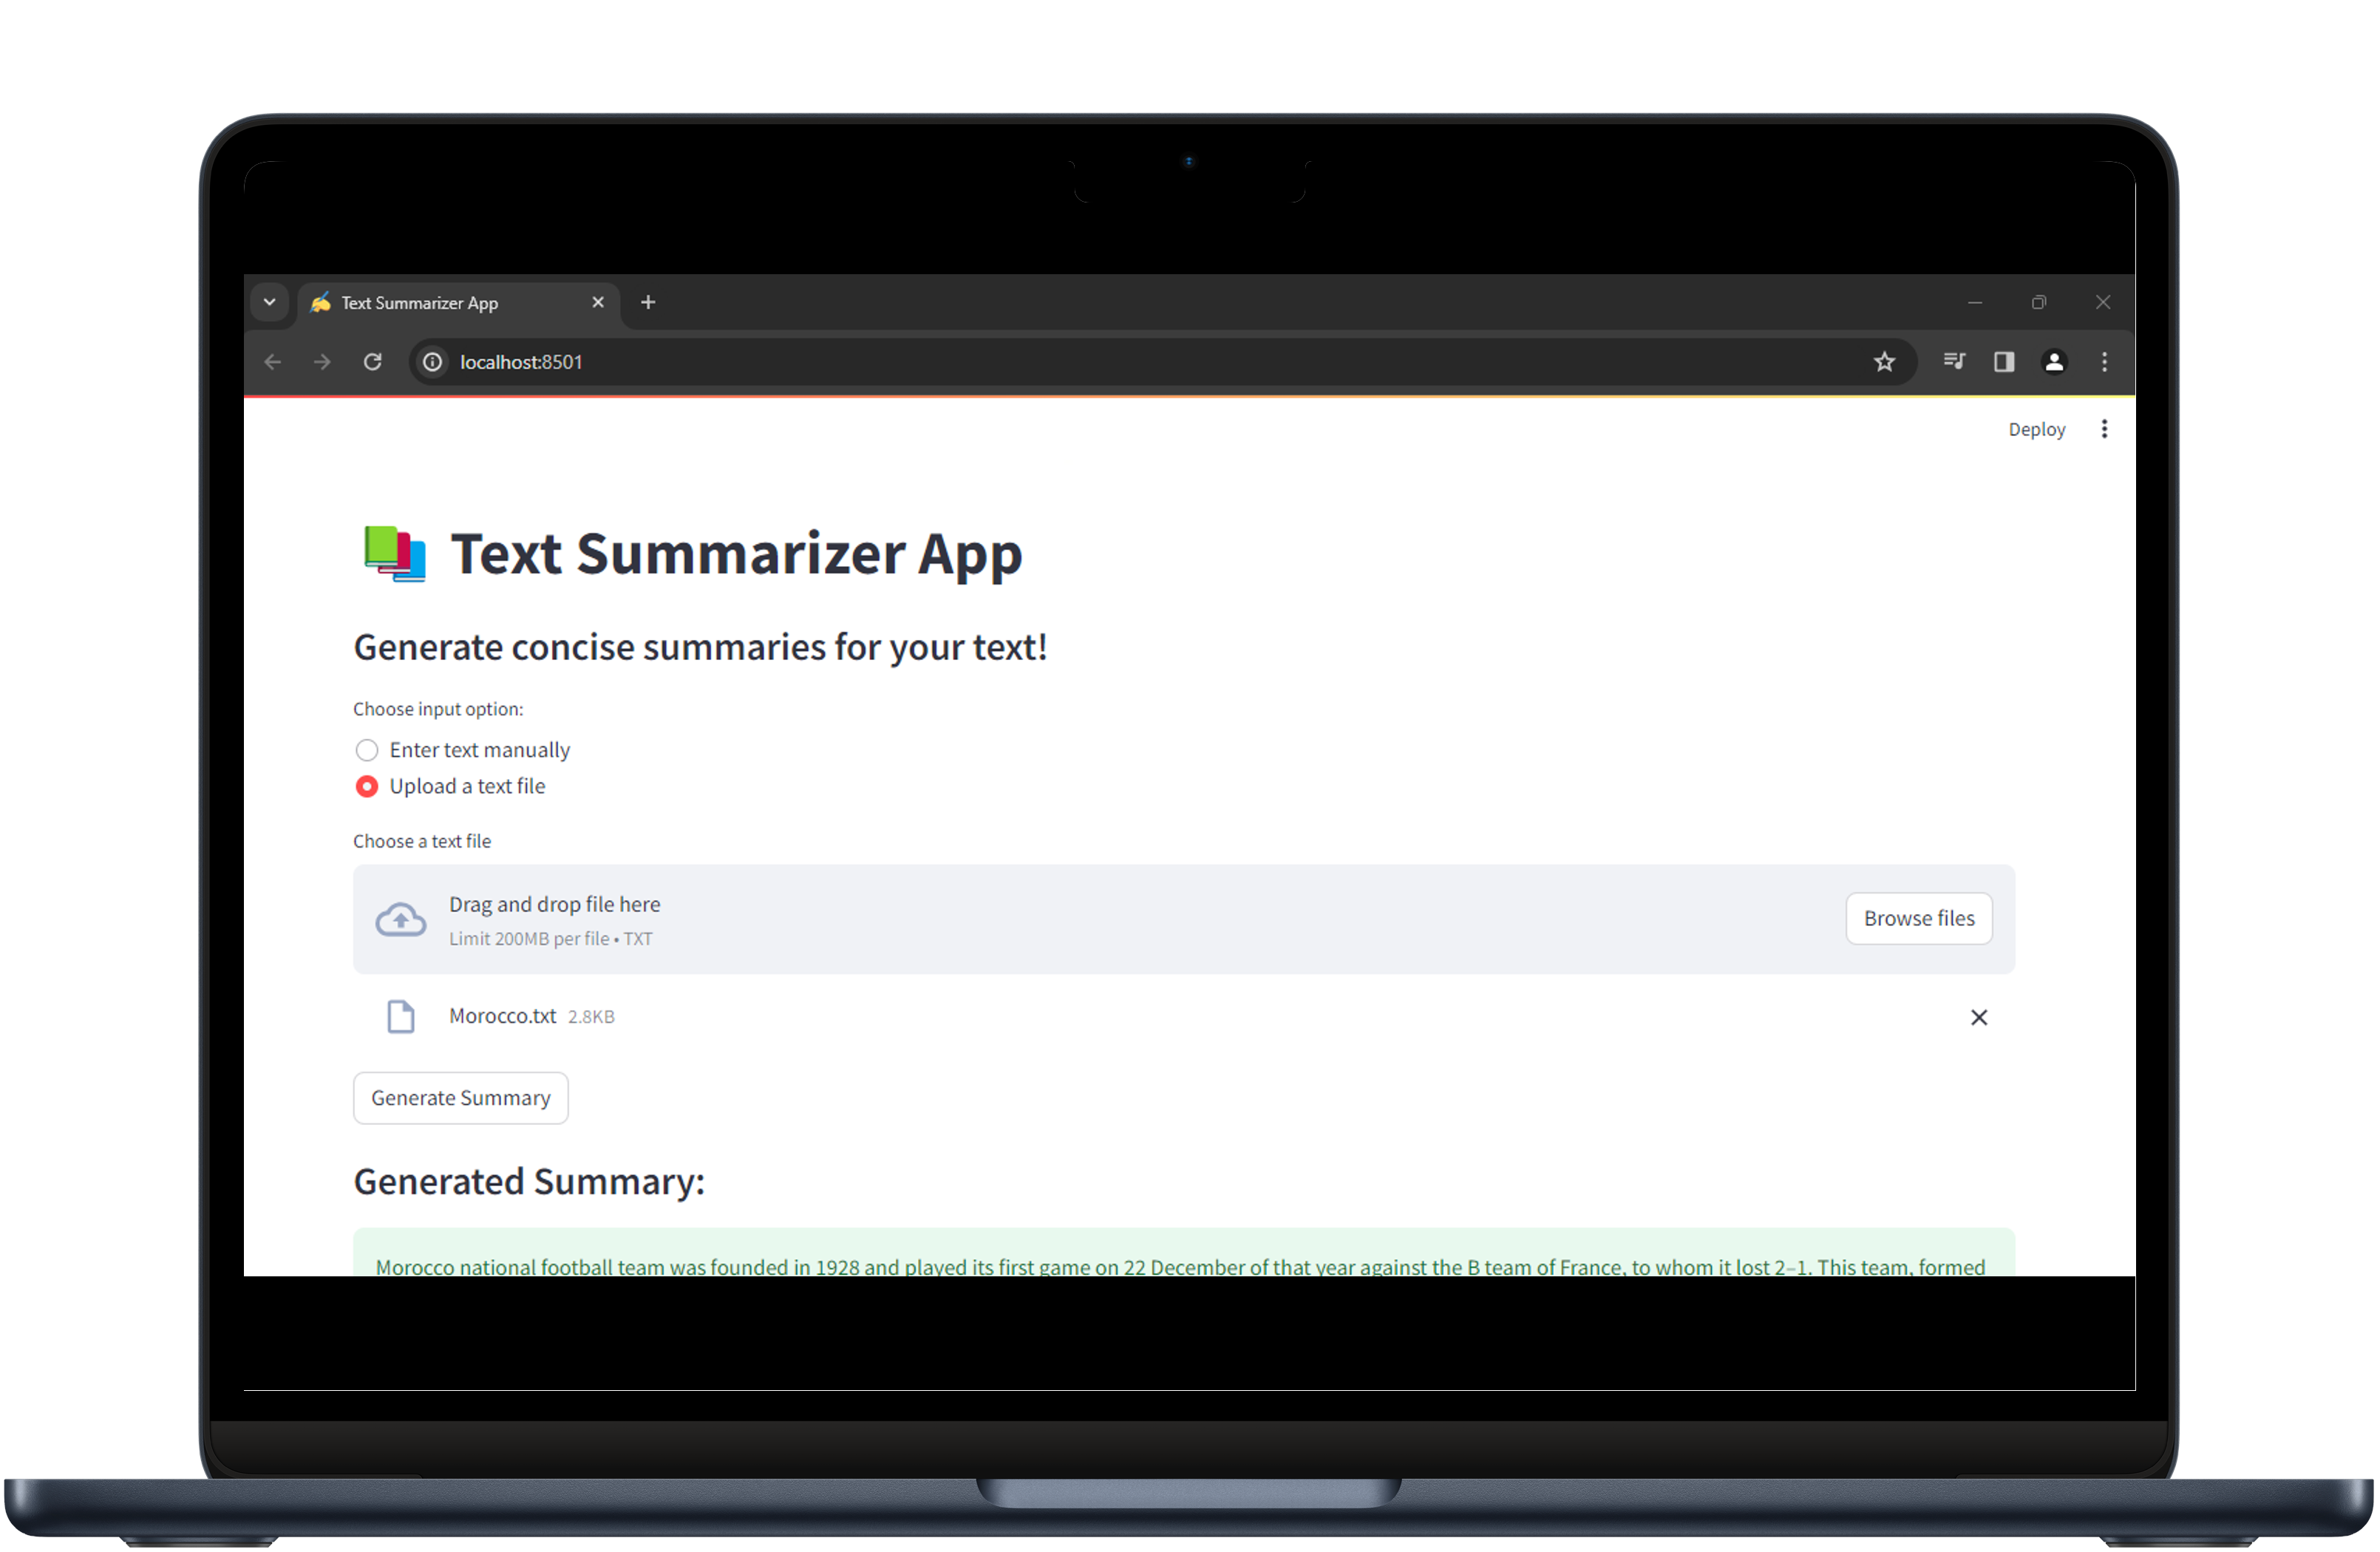 Text Summarizer App
localhost:8501
Deploy
Text Summarizer App
Generate concise summaries for your text!
Choose input option:
Enter text manually
Upload a text file
Choose a text file
Drag and drop file here
Limit 200MB per file • TXT
Browse files
Morocco.txt 2.8KB
Generate Summary
Generated Summary:
Morocco national football team was founded in 1928 and played its first game on 22 December of that year against the B team of France, to whom it lost 2–1. This team, formed